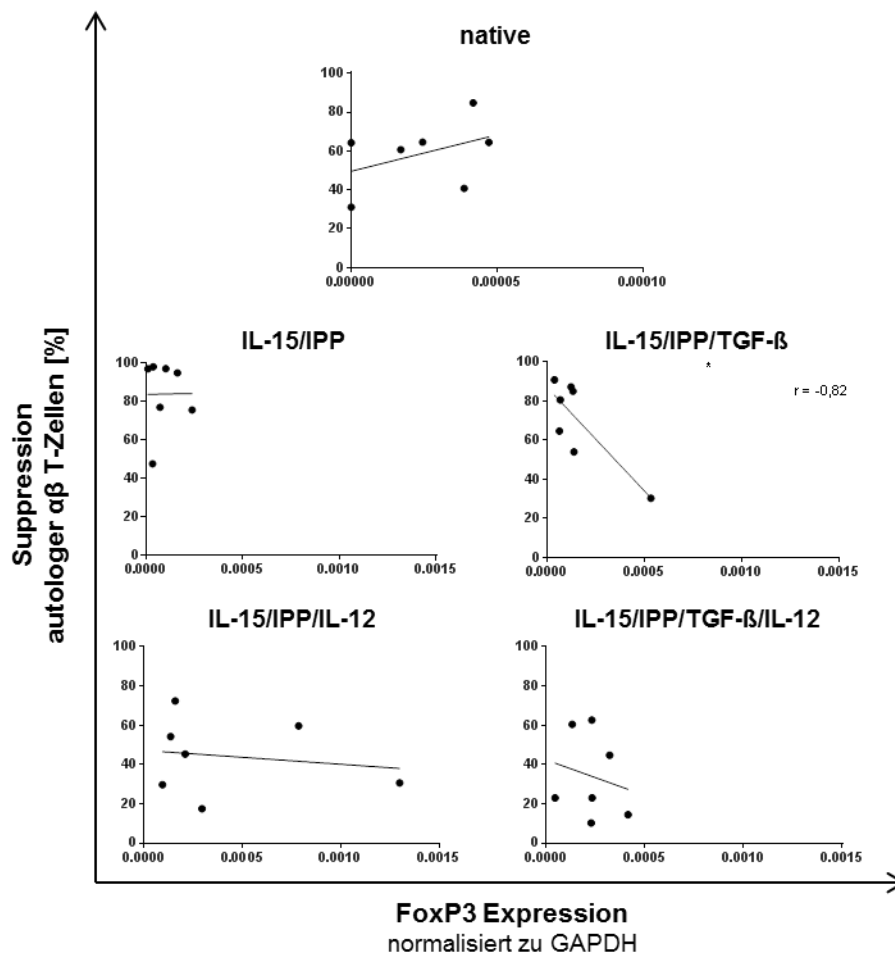 native
100
80
60
40
20
0
0.00000 0.00005 0.00010
IL-15/IPP
100
80
60
40
20
0
0.0000 0.0005 0.0010 0.0015
IL-15/IPP/TGF-ß
*
r = -0,82
100
80
60
40
20
0
0.0000 0.0005 0.0010 0.0015
IL-15/IPP/IL-12
100
80
60
40
20
0
0.0000 0.0005 0.0010 0.0015
IL-15/IPP/TGF-ß/IL-12
100
80
60
40
20
0
0.0000 0.0005 0.0010 0.0015
Suppression
autologer αβ T-Zellen [%]
FoxP3 Expression
normalisiert zu GAPDH